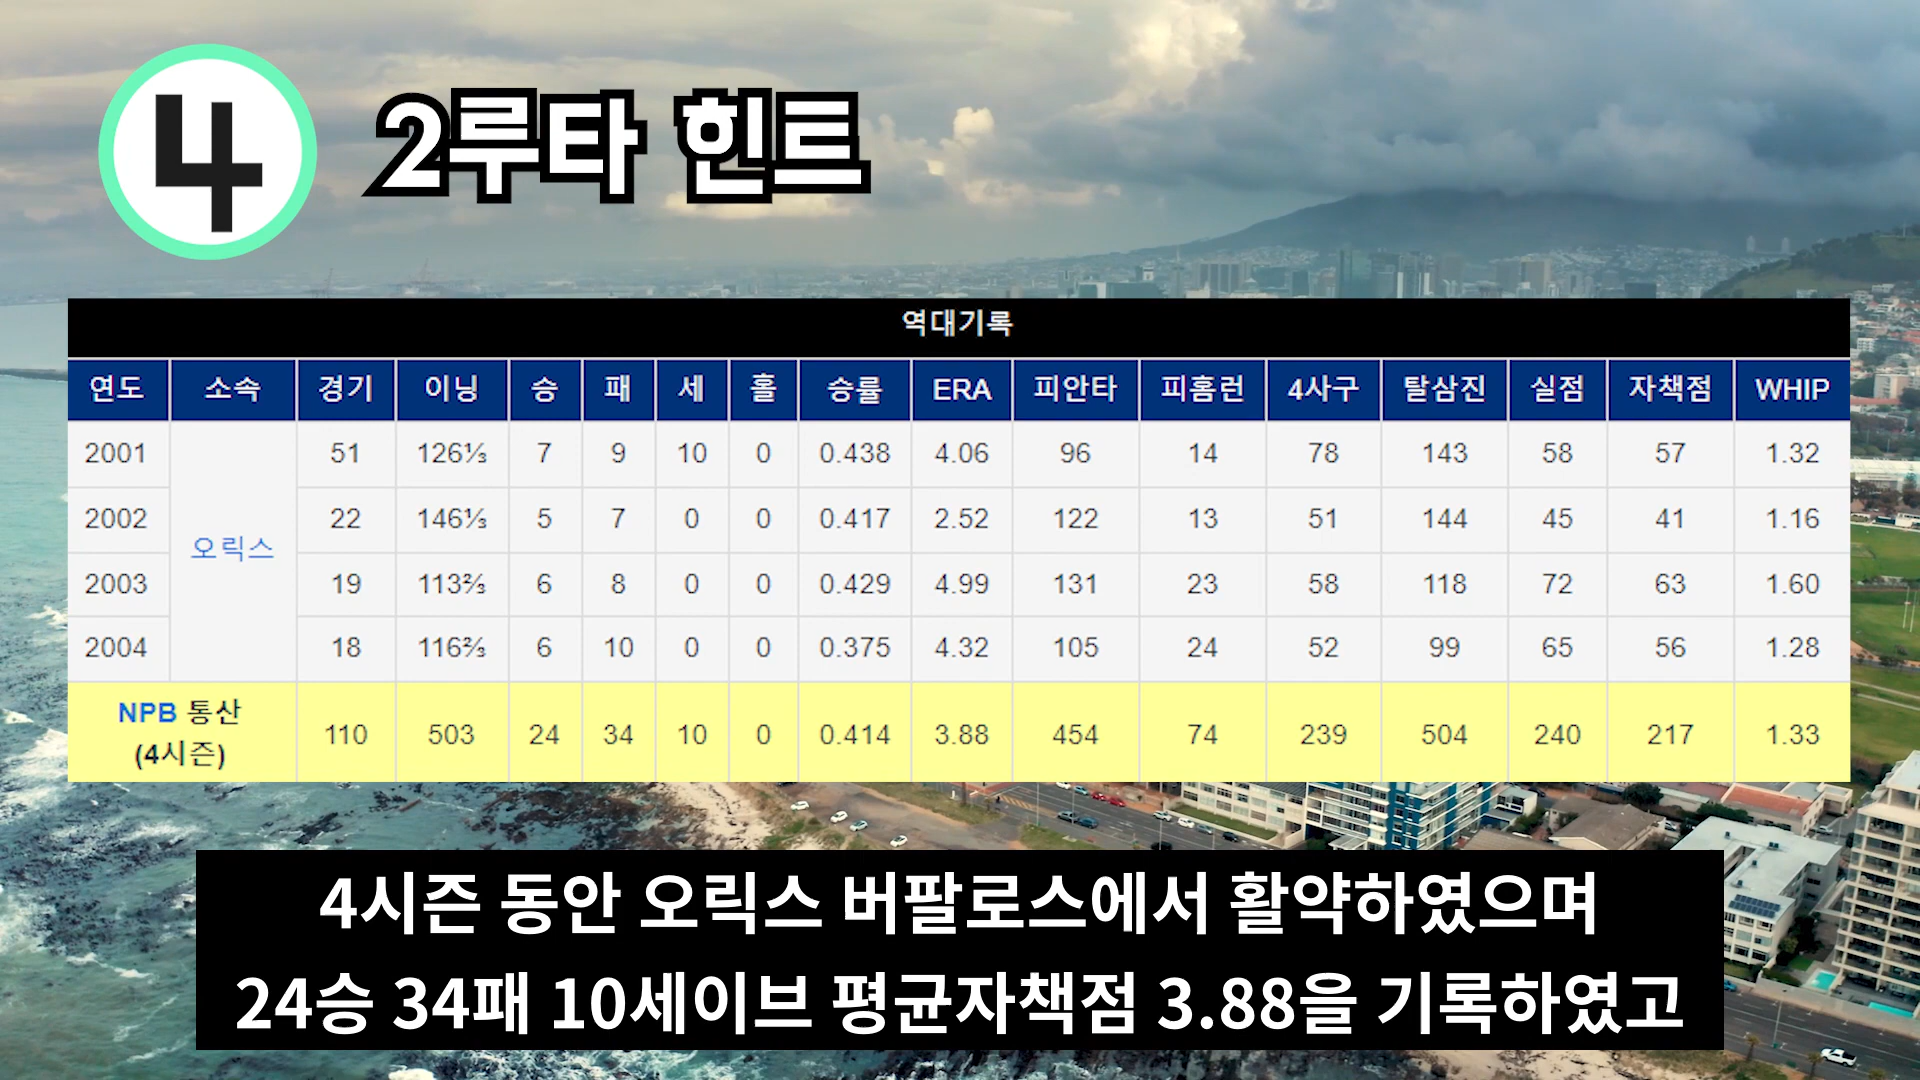 4
2루타 힌트
역대기록
연도 소속 경기 이닝 승 패 세 홀 승률 ERA 피안타 피홈런 4사구 탈삼진 실점 자책점 WHIP
2001 51 126⅓ 7 9 10 0 0.438 4.06 96 14 78 143 58 57 1.32
2002 22 146⅓ 5 7 0 0 0.417 2.52 122 13 51 144 45 41 1.16
오릭스
2003 19 113⅔ 6 8 0 0 0.429 4.99 131 23 58 118 72 63 1.60
2004 18 116⅔ 6 10 0 0 0.375 4.32 105 24 52 99 65 56 1.28
NPB 통산
(4시즌) 110 503 24 34 10 0 0.414 3.88 454 74 239 504 240 217 1.33
4시즌 동안 오릭스 버팔로스에서 활약하였으며
24승 34패 10세이브 평균자책점 3.88을 기록하였고